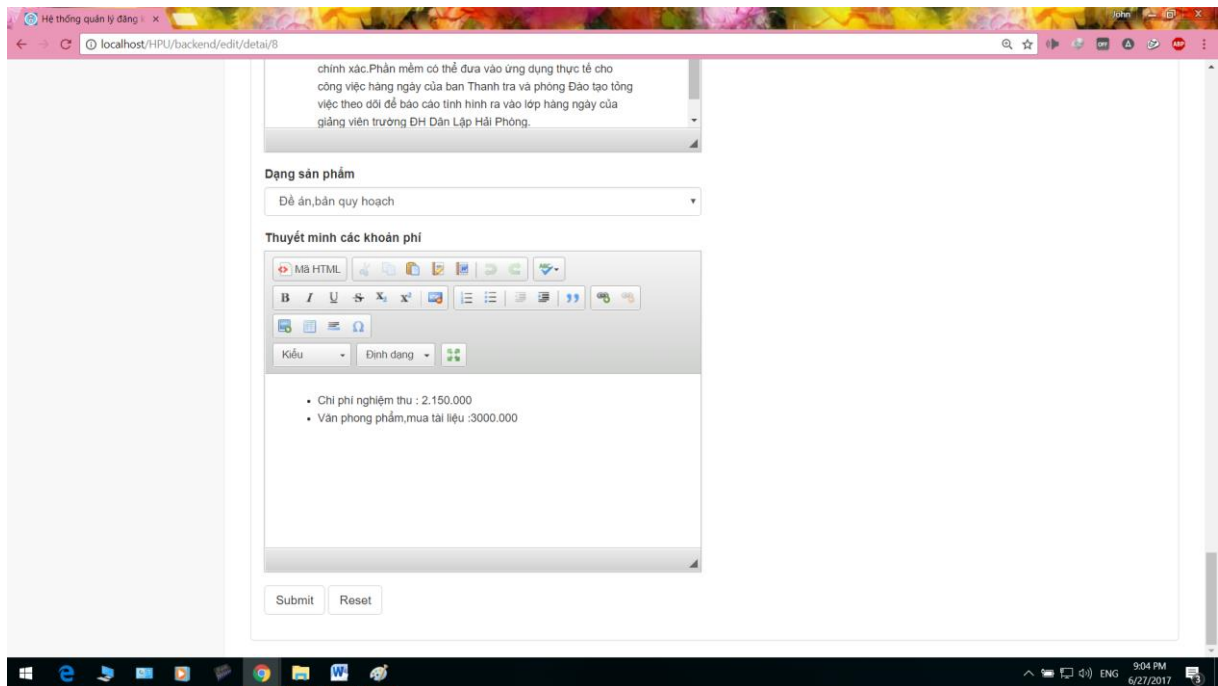 Hệ thống quản lý đăng
John
localhost/HPU/backend/edit/detai/8
chính xác.Phần mềm có thể đưa vào ứng dụng thực tế cho
công việc hàng ngày của ban Thanh tra và phòng Đào tạo tổng
việc theo dõi để báo cáo tình hình ra vào lớp hàng ngày của
giảng viên trường ĐH Dân Lập Hải Phòng.
Dạng sản phẩm
Đề án,bản quy hoạch
Thuyết minh các khoản phí
Mã HTML
Kiểu
Định dạng
Chi phí nghiệm thu : 2.150.000
Văn phong phẩm,mua tài liệu :3000.000
Submit Reset
ENG
9:04 PM
6/27/2017